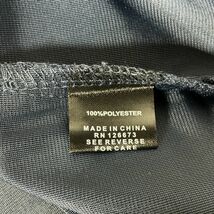 100%POLYESTER
MADE IN CHINA
RN 126673
SEE REVERSE
FOR CARE